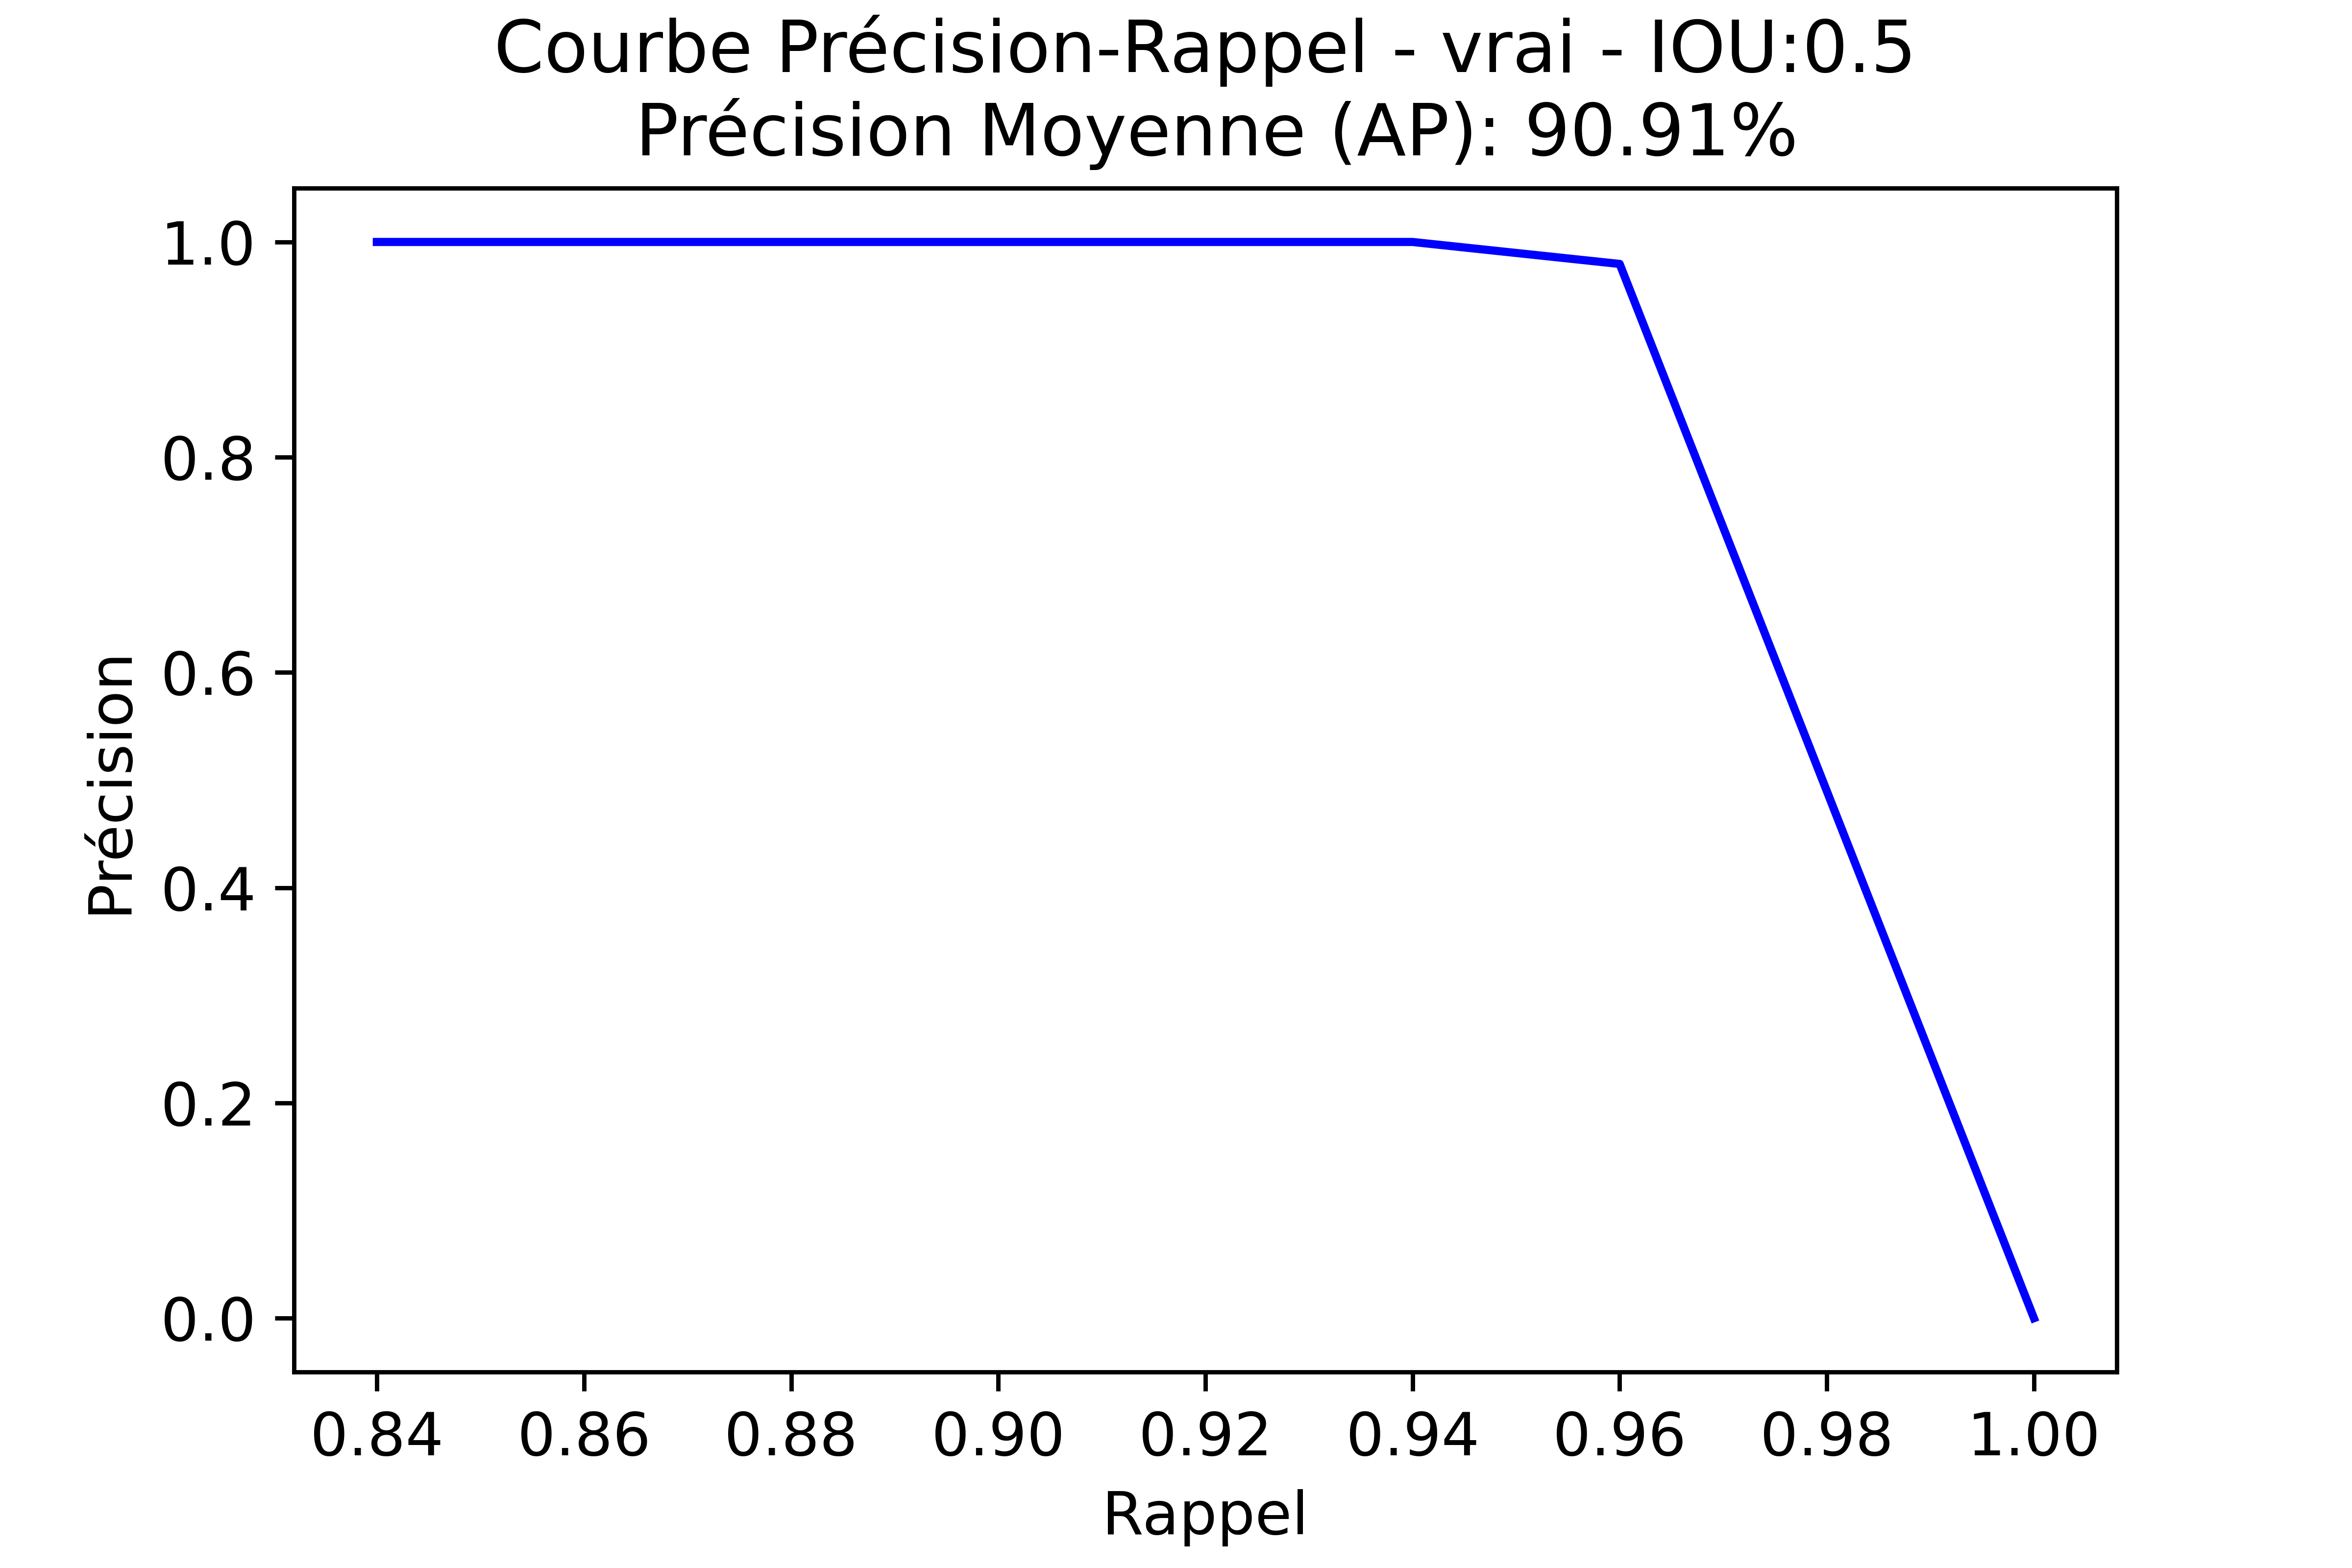 Courbe Précision-Rappel - vrai - IOU:0.5
Précision Moyenne (AP): 90.91%
1.0
0.8
0.6
0.4
0.2
0.0
Précision
0.84 0.86 0.88 0.90 0.92 0.94 0.96 0.98 1.00
Rappel